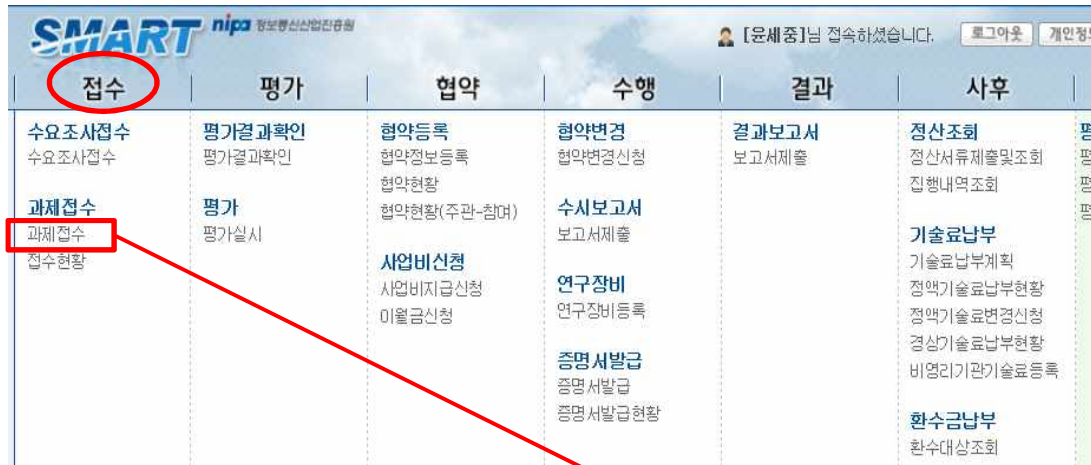 SMART nipa 정보통신산업진흥원
[윤세중]님 접속하셨습니다. 로그아웃 개인정
접수 평가 협약 수행 결과 사후
수요조사접수
수요조사접수
과제접수
과제접수
접수현황
평가결과확인
평가결과확인
평가
평가실시
협약등록
협약정보등록
협약현황
협약현황(주관-참여)
사업비신청
사업비지급신청
이월금신청
협약변경
협약변경신청
수시보고서
보고서제출
연구장비
연구장비등록
증명서발급
증명서발급
증명서발급현황
결과보고서
보고서제출
정산조회
정산서류제출및조회
집행내역조회
기술료납부
기술료납부계획
정액기술료납부현황
정액기술료변경신청
경상기술료납부현황
비영리기관기술료등록
환수금납부
환수대상조회
평
평
평
평